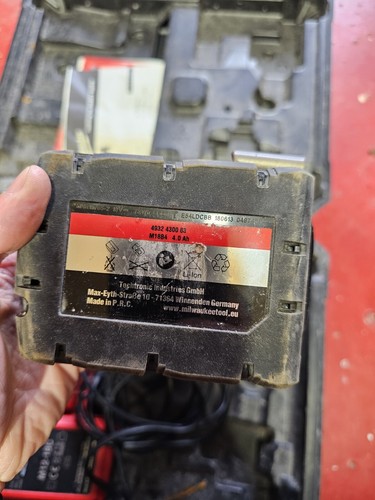 4932 4300 63
M18B4 4.0 Ah
Li-Ion
Techtronic Industries GmbH
Max-Eyth-Straße 10 - 71364 Winnenden Germany
Made in P.R.C. www.milwaukeetool.eu